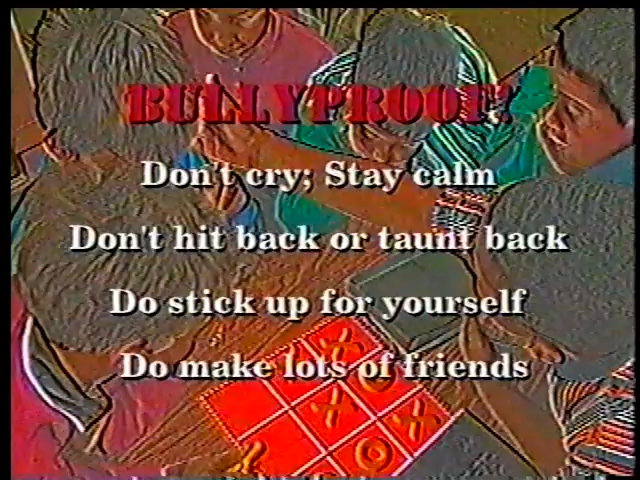 BULLYPROOF!
Don't cry; Stay calm
Don't hit back or taunt back
Do stick up for yourself
Do make lots of friends